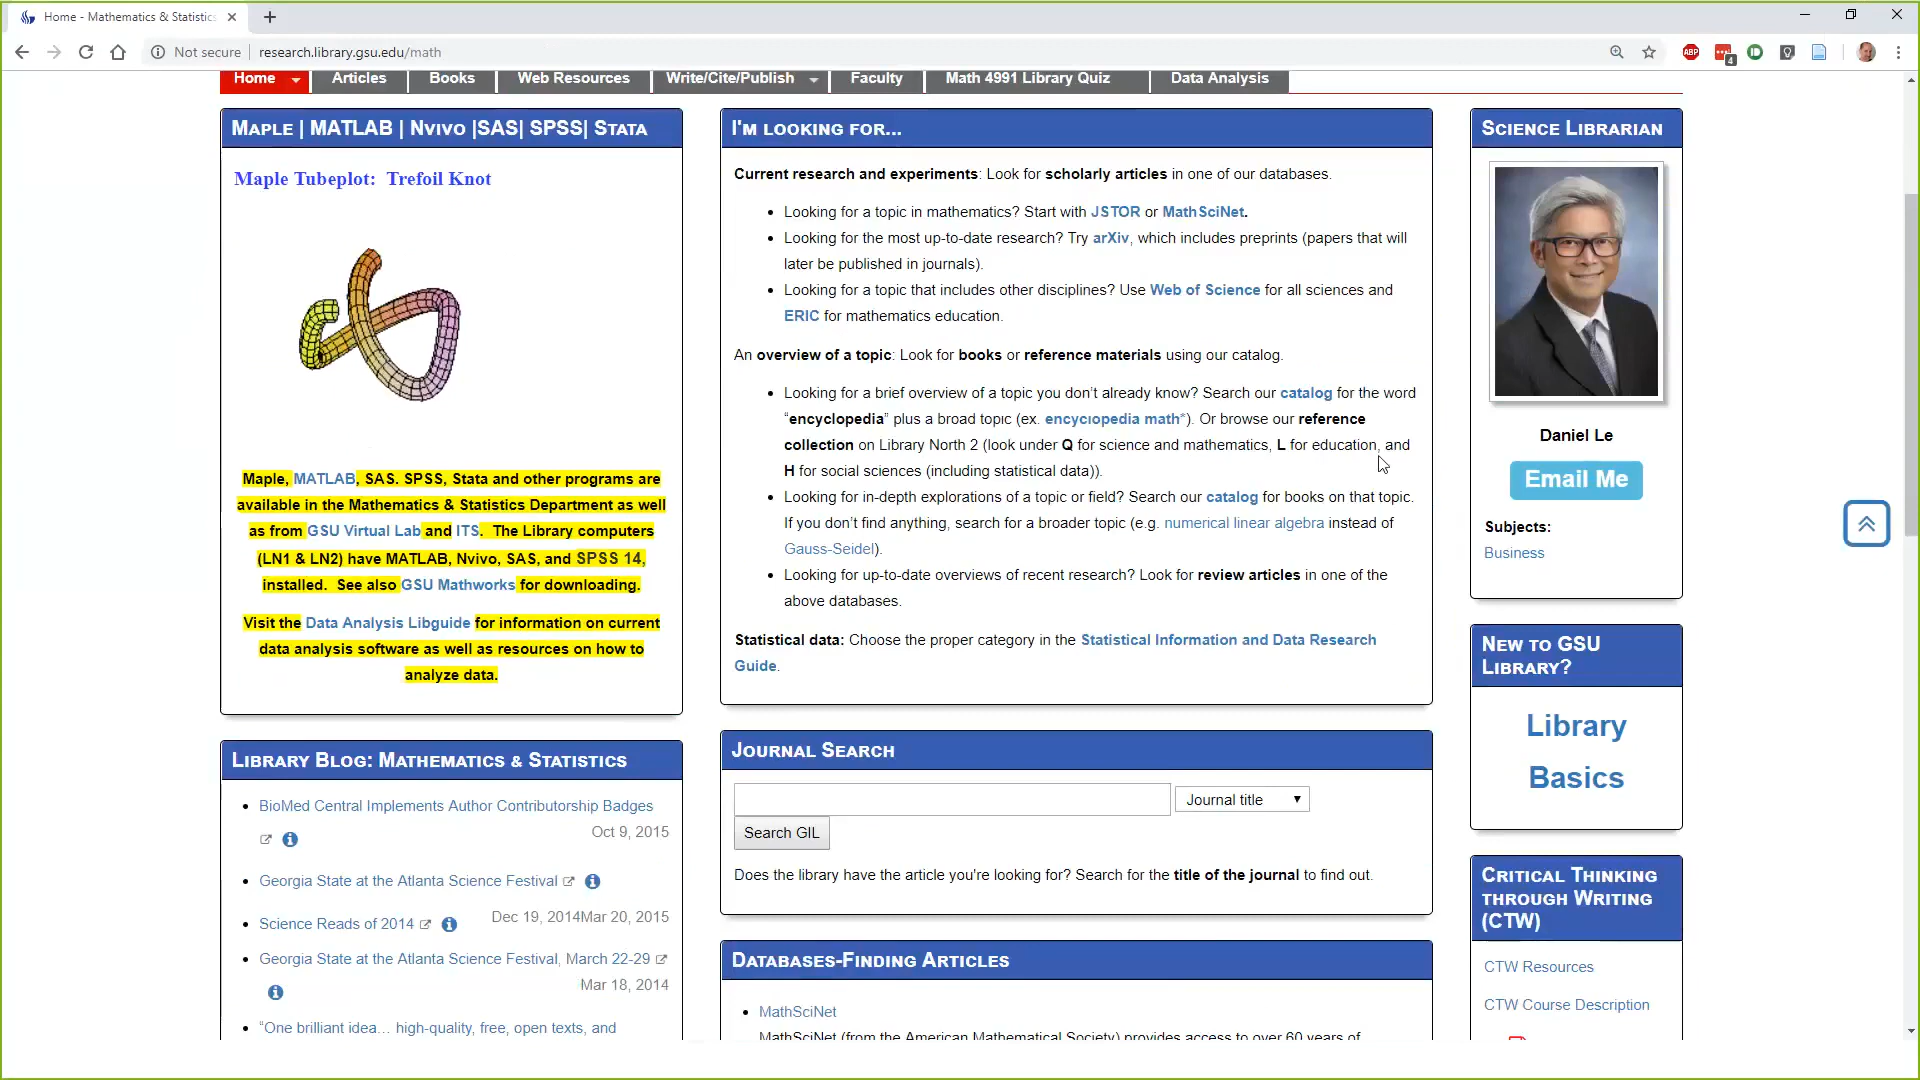 Home - Mathematics & Statistics
Not secure
research.library.gsu.edu/math
ABP
4
Home
Articles
Books
Web Resources
Write/Cite/Publish
Faculty
Math 4991 Library Quiz
Data Analysis
Maple | MATLAB | Nvivo |SAS| SPSS| Stata
Maple Tubeplot: Trefoil Knot
Maple, MATLAB, SAS. SPSS, Stata and other programs are
available in the Mathematics & Statistics Department as well
as from GSU Virtual Lab and ITS. The Library computers
(LN1 & LN2) have MATLAB, Nvivo, SAS, and SPSS 14,
installed. See also GSU Mathworks for downloading.
Visit the Data Analysis Libguide for information on current
data analysis software as well as resources on how to
analyze data.
Library Blog: Mathematics & Statistics
BioMed Central Implements Author Contributorship Badges
Oct 9, 2015
Georgia State at the Atlanta Science Festival
Dec 19, 2014Mar 20, 2015
Science Reads of 2014
Georgia State at the Atlanta Science Festival, March 22-29
Mar 18, 2014
“One brilliant idea… high-quality, free, open texts, and
I'm looking for...
Current research and experiments: Look for scholarly articles in one of our databases.
Looking for a topic in mathematics? Start with JSTOR or MathSciNet.
Looking for the most up-to-date research? Try arXiv, which includes preprints (papers that will
later be published in journals).
Looking for a topic that includes other disciplines? Use Web of Science for all sciences and
ERIC for mathematics education.
An overview of a topic: Look for books or reference materials using our catalog.
Looking for a brief overview of a topic you don’t already know? Search our catalog for the word
“encyclopedia” plus a broad topic (ex. encyclopedia math*). Or browse our reference
collection on Library North 2 (look under Q for science and mathematics, L for education, and
H for social sciences (including statistical data)).
Looking for in-depth explorations of a topic or field? Search our catalog for books on that topic.
If you don’t find anything, search for a broader topic (e.g. numerical linear algebra instead of
Gauss-Seidel).
Looking for up-to-date overviews of recent research? Look for review articles in one of the
above databases.
Statistical data: Choose the proper category in the Statistical Information and Data Research
Guide.
Journal Search
Journal title
Search GIL
Does the library have the article you're looking for? Search for the title of the journal to find out.
Databases-Finding Articles
MathSciNet
MathSciNet (from the American Mathematical Society) provides access to over 60 years of
Science Librarian
Daniel Le
Email Me
Subjects:
Business
New to GSU
Library?
Library
Basics
Critical Thinking
through Writing
(CTW)
CTW Resources
CTW Course Description